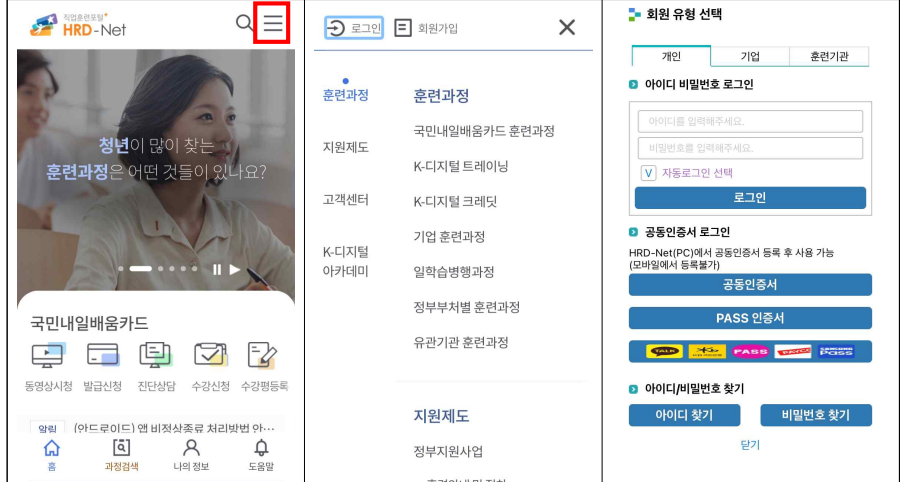 직업훈련포털
HRD-Net
청년이 많이 찾는
훈련과정은 어떤 것들이 있나요?
국민내일배움카드
동영상시청
발급신청
진단상담
수강신청
수강평등록
알림 (안드로이드) 앱 비정상종료 처리방법 안…
홈
과정검색
나의 정보
도움말
로그인
회원가입
훈련과정
지원제도
고객센터
K-디지털
아카데미
훈련과정
국민내일배움카드 훈련과정
K-디지털 트레이닝
K-디지털 크레딧
기업 훈련과정
일학습병행과정
정부부처별 훈련과정
유관기관 훈련과정
지원제도
정부지원사업
회원 유형 선택
개인
기업
훈련기관
아이디 비밀번호 로그인
아이디를 입력해주세요.
비밀번호를 입력해주세요.
V 자동로그인 선택
로그인
공동인증서 로그인
HRD-Net(PC)에서 공동인증서 등록 후 사용 가능
(모바일에서 등록불가)
공동인증서
PASS 인증서
TALK
PASS
PAYCO
SAMSUNG
Pass
아이디/비밀번호 찾기
아이디 찾기
비밀번호 찾기
닫기